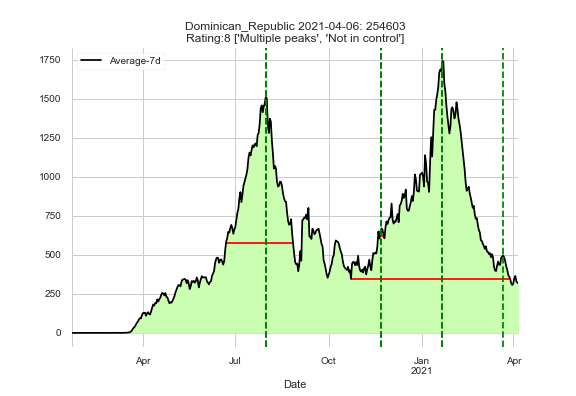 Dominican_Republic 2021-04-06: 254603
Rating:8 ['Multiple peaks', 'Not in control']
Average-7d
1750
1500
1250
1000
750
500
250
0
Apr
Jul
Oct
Jan
2021
Apr
Date